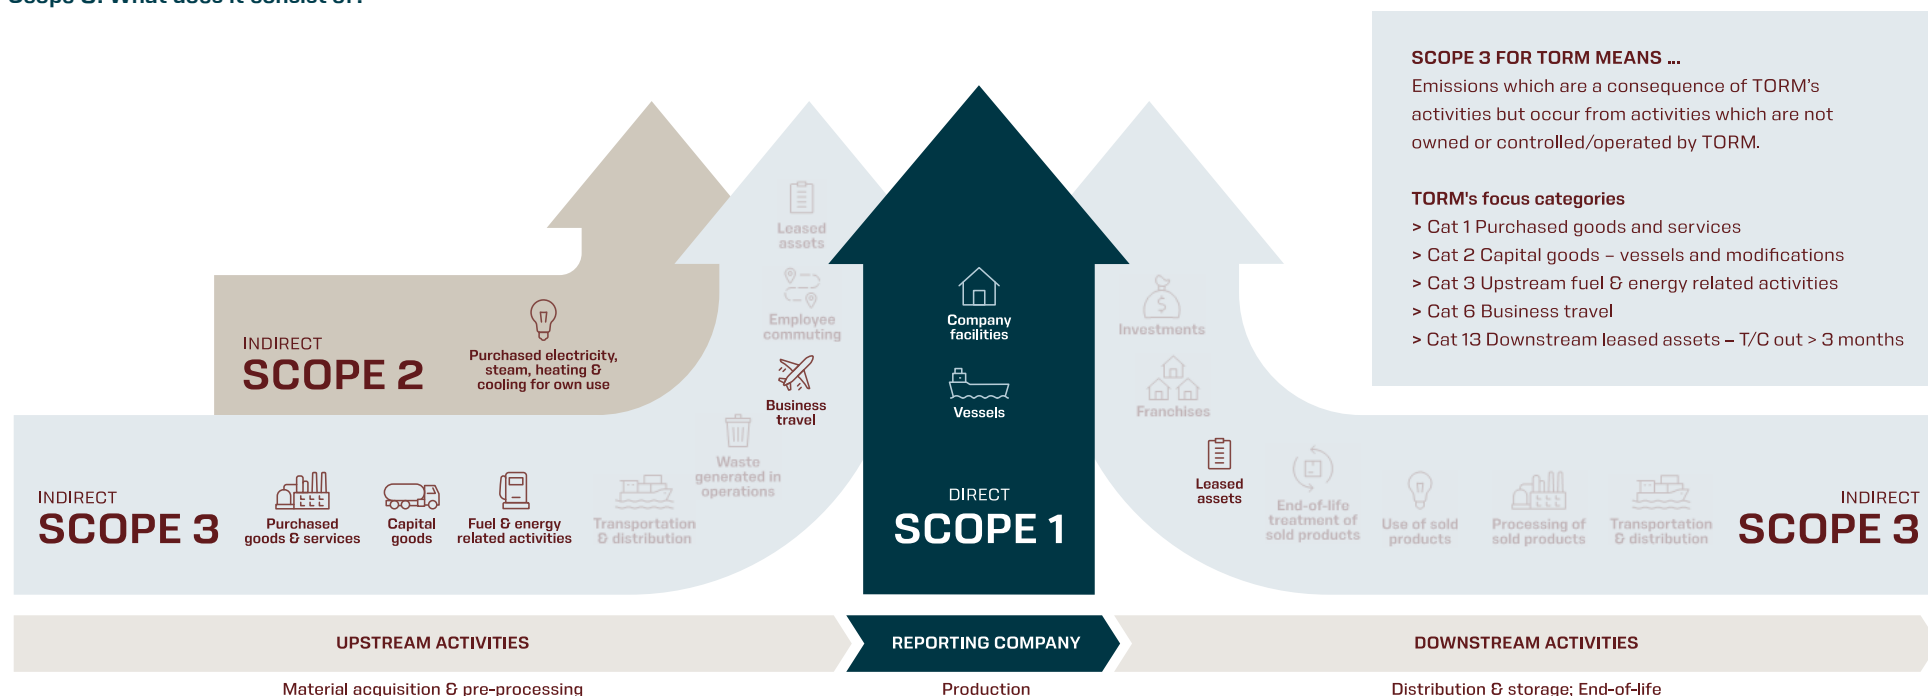 SCOPE 3 FOR TORM MEANS ...
Emissions which are a consequence of TORM's
activities but occur from activities which are not
owned or controlled/operated by TORM.
TORM's focus categories
> Cat 1 Purchased goods and services
> Cat 2 Capital goods – vessels and modifications
> Cat 3 Upstream fuel & energy related activities
> Cat 6 Business travel
> Cat 13 Downstream leased assets – T/C out > 3 months
INDIRECT
SCOPE 2
Purchased electricity,
steam, heating &
cooling for own use
INDIRECT
SCOPE 3
Purchased
goods & services
Capital
goods
Fuel & energy
related activities
Transportation
& distribution
Waste
generated in
operations
Business
travel
Employee
commuting
Leased
assets
Company
facilities
Vessels
DIRECT
SCOPE 1
Investments
Franchises
Leased
assets
End-of-life
treatment of
sold products
Use of sold
products
Processing of
sold products
Transportation
& distribution
INDIRECT
SCOPE 3
UPSTREAM ACTIVITIES
REPORTING COMPANY
DOWNSTREAM ACTIVITIES
Material acquisition & pre-processing
Production
Distribution & storage; End-of-life